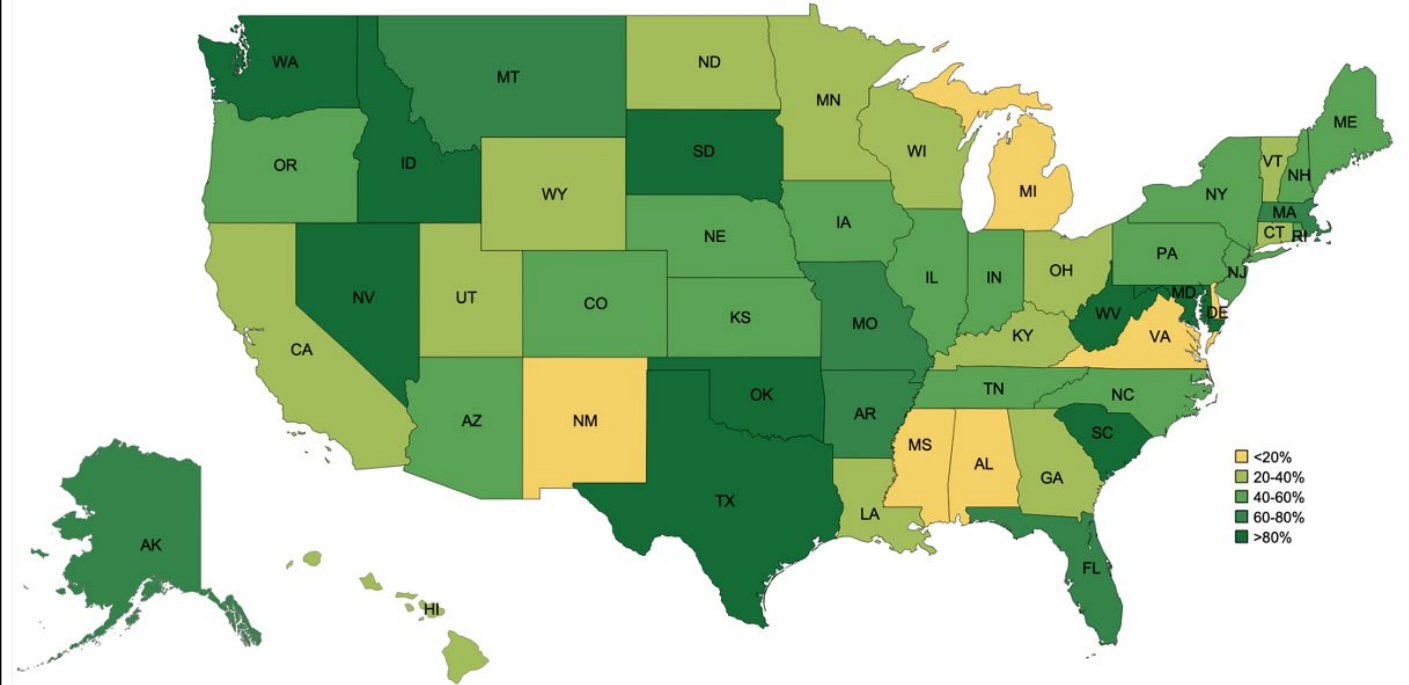 WA
MT
ND
MN
ME
OR
ID
SD
WI
MI
VT
NH
WY
NY
MA
CT
RI
NE
IA
PA
NJ
NV
UT
CO
IL
IN
OH
MD
DE
WV
VA
KS
MO
KY
CA
AZ
NM
OK
AR
TN
NC
MS
AL
GA
SC
TX
LA
FL
AK
HI
<20%
20-40%
40-60%
60-80%
>80%